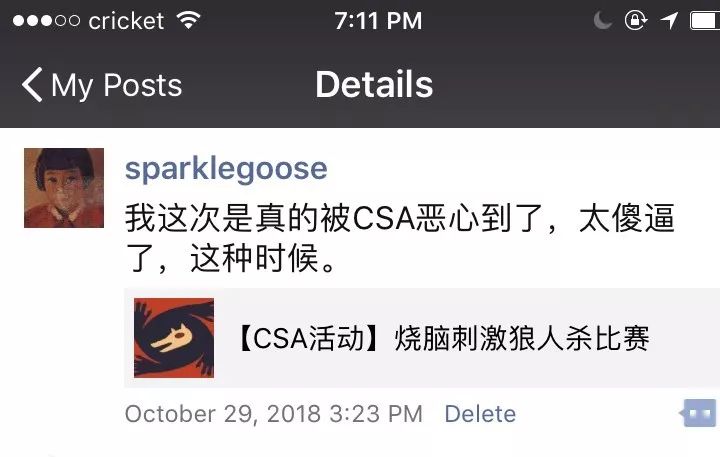 cricket 7:11 PM
My Posts Details
sparklegoose
我这次是真的被CSA恶心到了，太傻逼
了，这种时候。
【CSA活动】烧脑刺激狼人杀比赛
October 29, 2018 3:23 PM Delete